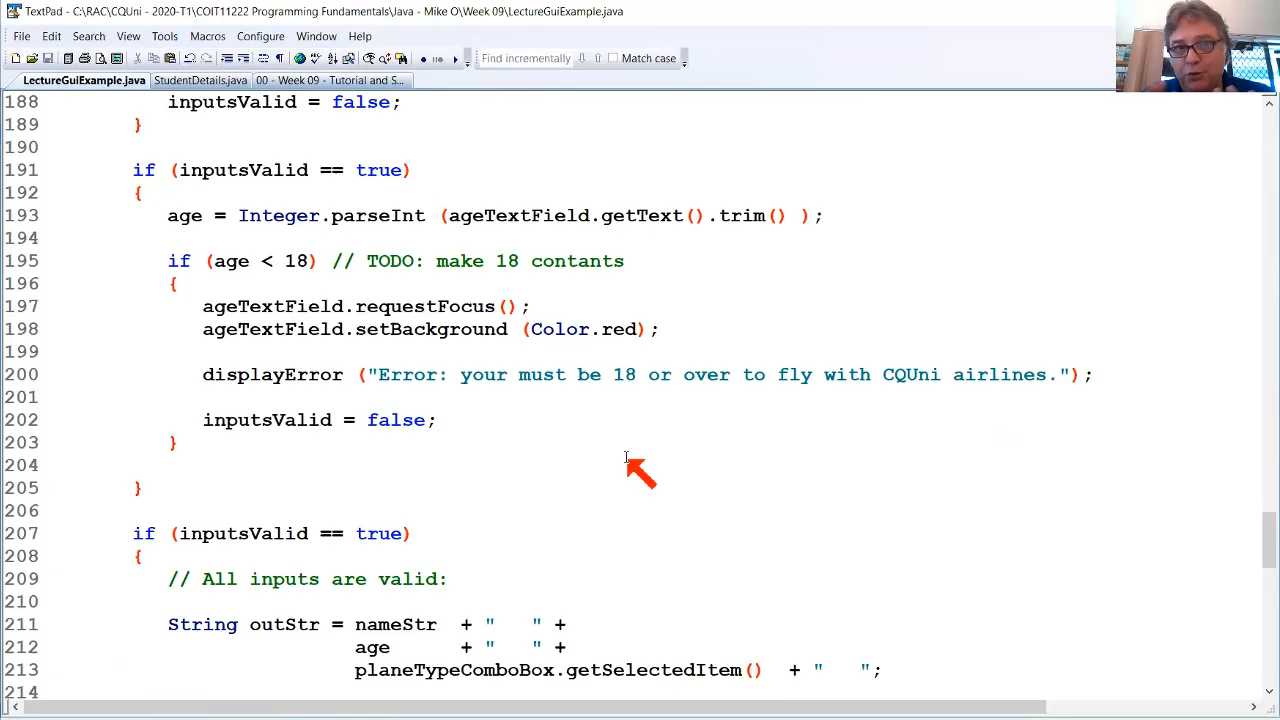 TextPad - C:\RAC\CQUni - 2020-T1\COIT11222 Programming Fundamentals\Java - Mike O\Week 09\LectureGuiExample.java
File Edit Search View Tools Macros Configure Window Help
Find incrementally Match case
LectureGuiExample.java StudentDetails.java 00 - Week 09 - Tutorial and S...
188 inputsValid = false;
189 }
190
191 if (inputsValid == true)
192 {
193 age = Integer.parseInt (ageTextField.getText().trim() );
194
195 if (age < 18) // TODO: make 18 contants
196 {
197 ageTextField.requestFocus();
198 ageTextField.setBackground (Color.red);
199
200 displayError ("Error: your must be 18 or over to fly with CQUni airlines.");
201
202 inputsValid = false;
203 }
204
205 }
206
207 if (inputsValid == true)
208 {
209 // All inputs are valid:
210
211 String outStr = nameStr + "   " +
212 age + "   " +
213 planeTypeComboBox.getSelectedItem() + "   ";
214